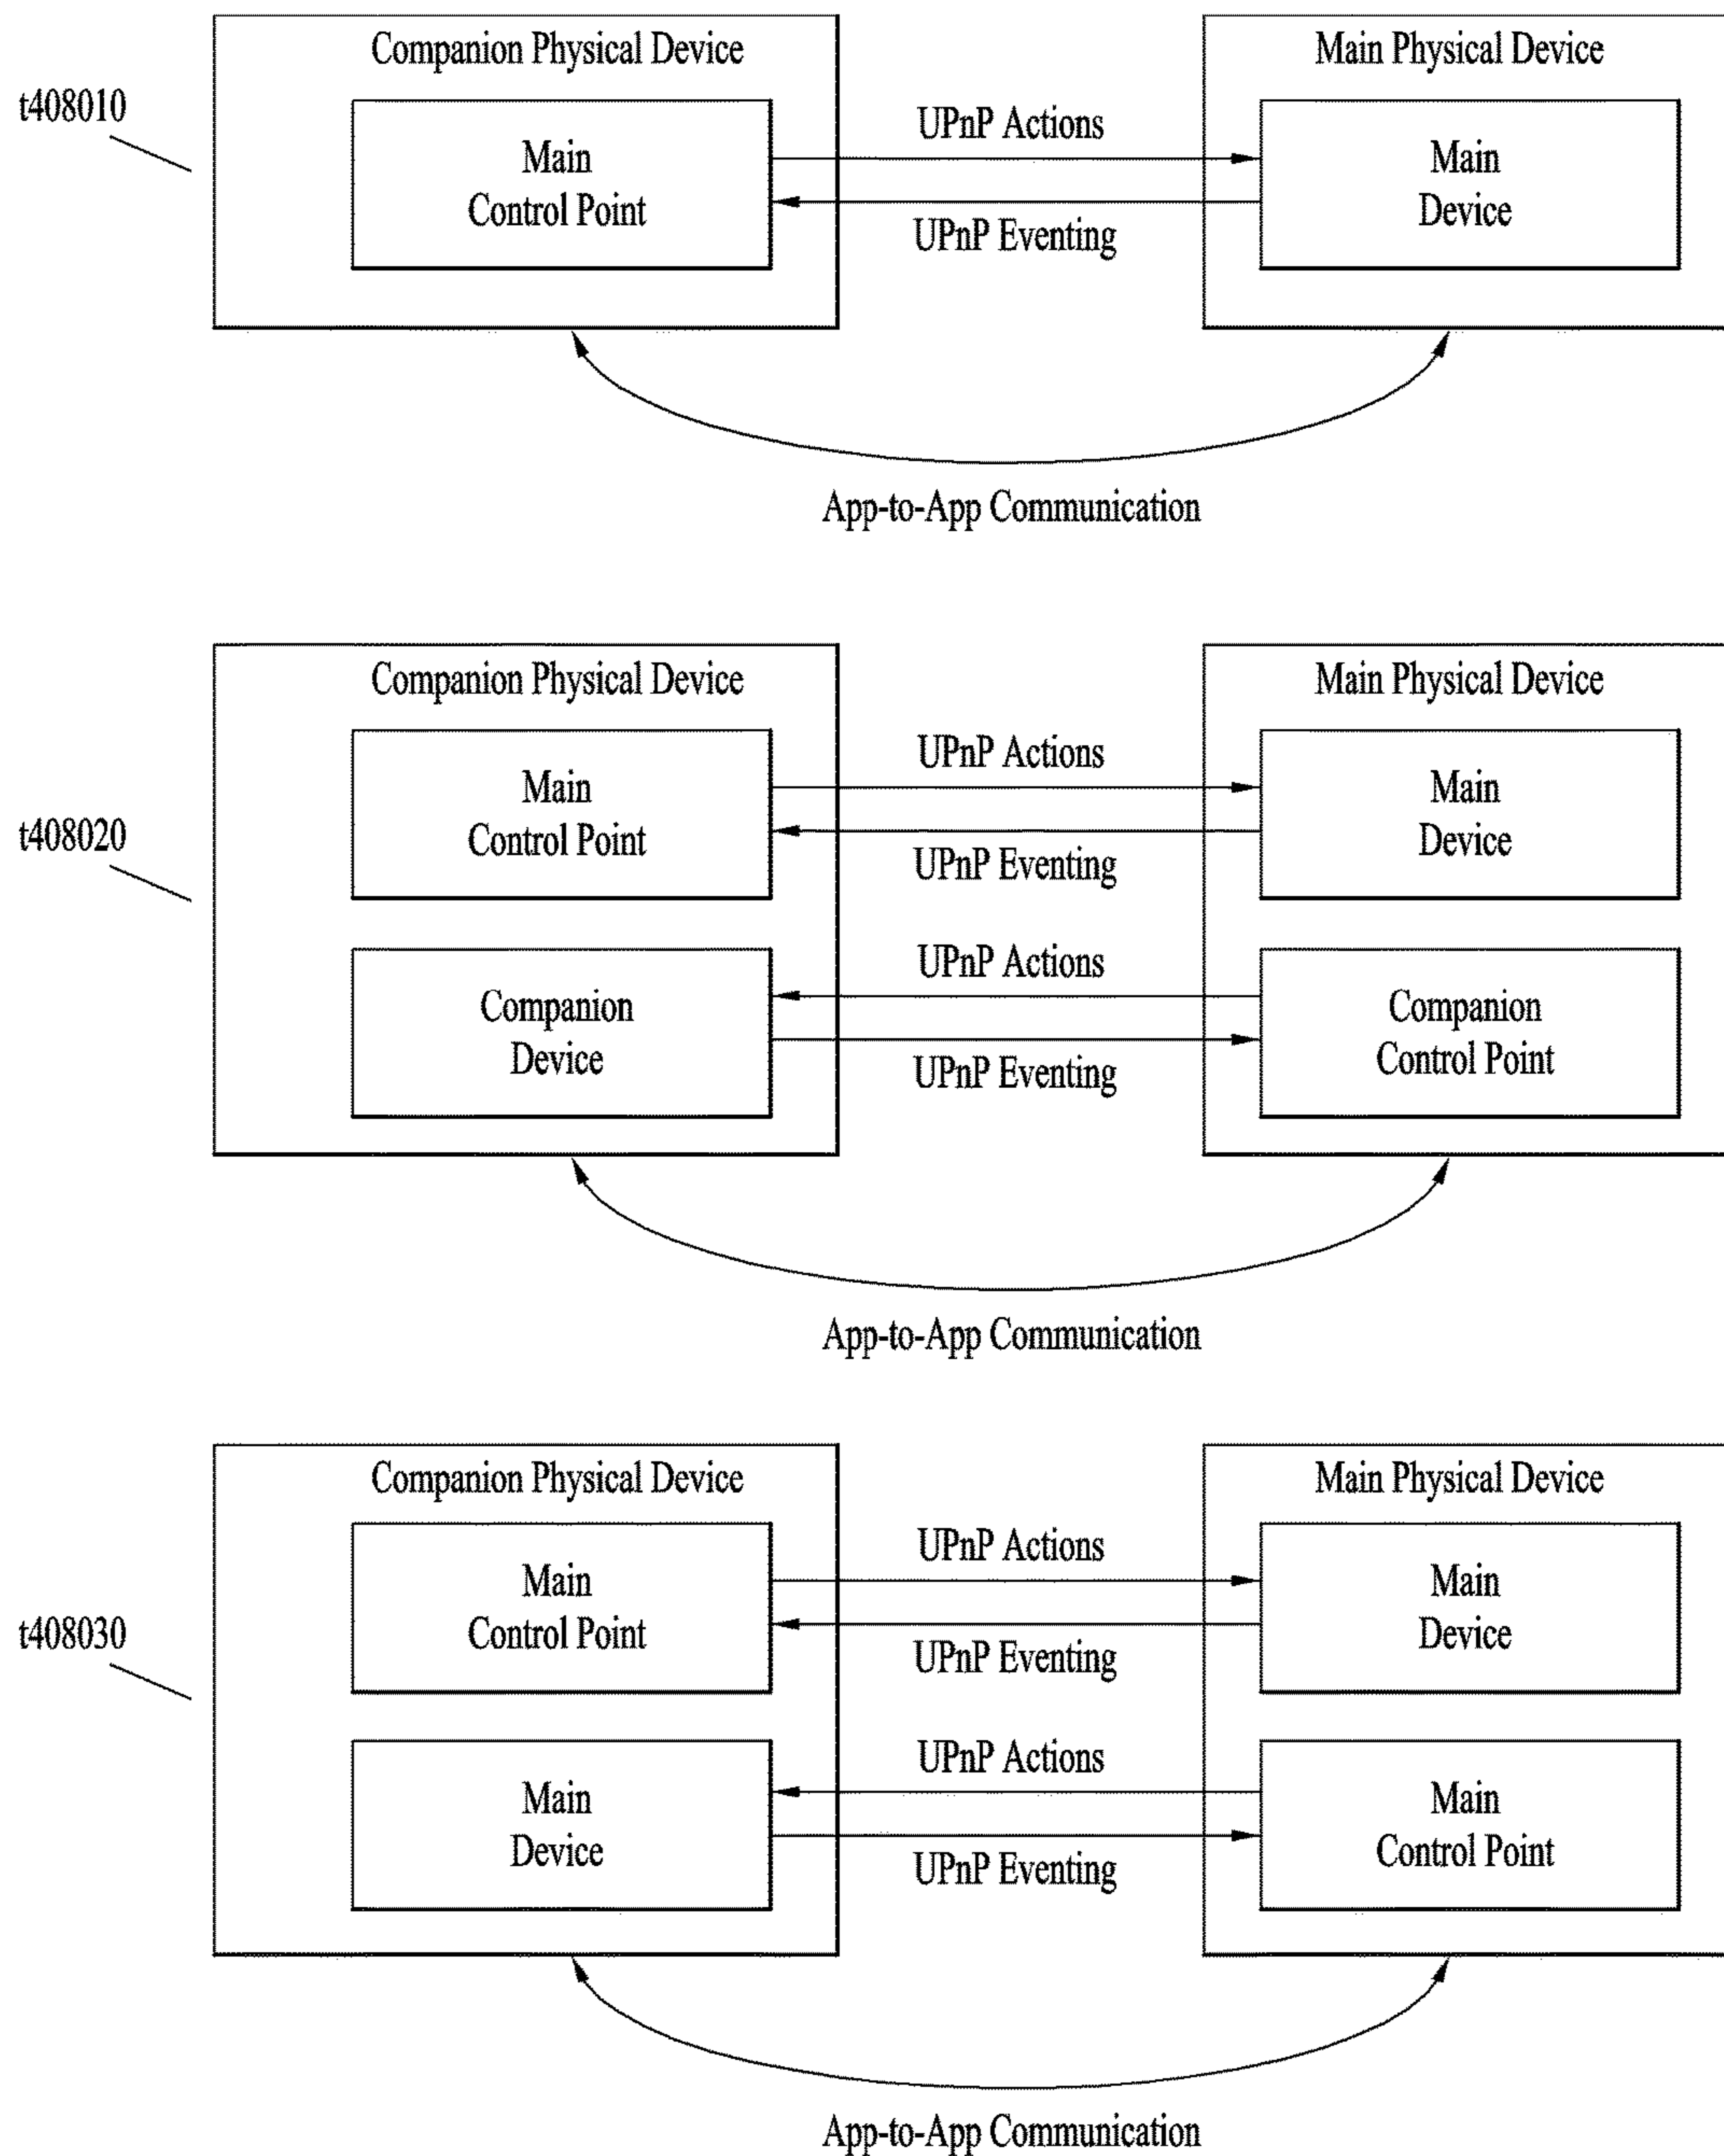 Companion Physical Device
Main Physical Device
t408010
Main
Control Point
UPnP Actions
UPnP Eventing
Main
Device
App-to-App Communication
Companion Physical Device
Main Physical Device
t408020
Main
Control Point
UPnP Actions
UPnP Eventing
Main
Device
Companion
Device
UPnP Actions
UPnP Eventing
Companion
Control Point
App-to-App Communication
Companion Physical Device
Main Physical Device
t408030
Main
Control Point
UPnP Actions
UPnP Eventing
Main
Device
Main
Device
UPnP Actions
UPnP Eventing
Main
Control Point
App-to-App Communication